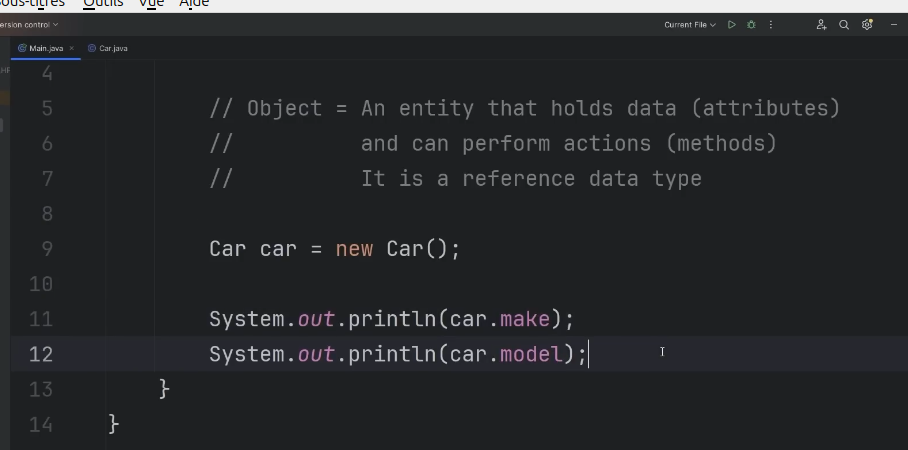 Outils Vue Aide
ersion control
Current File
Main.java Car.java
4
5 // Object = An entity that holds data (attributes)
6 // and can perform actions (methods)
7 // It is a reference data type
8
9 Car car = new Car();
10
11 System.out.println(car.make);
12 System.out.println(car.model);
13 }
14 }